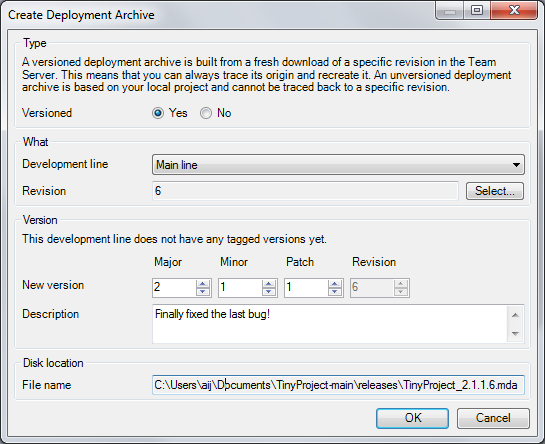 Create Deployment Archive
Type
A versioned deployment archive is built from a fresh download of a specific revision in the Team
Server. This means that you can always trace its origin and recreate it. An unversioned deployment
archive is based on your local project and cannot be traced back to a specific revision.
Versioned Yes No
What
Development line Main line
Revision 6 Select...
Version
This development line does not have any tagged versions yet.
Major Minor Patch Revision
New version 2 1 1 6
Description Finally fixed the last bug!
Disk location
File name C:\Users\aij\Documents\TinyProject-main\releases\TinyProject_2.1.1.6.mda
OK Cancel